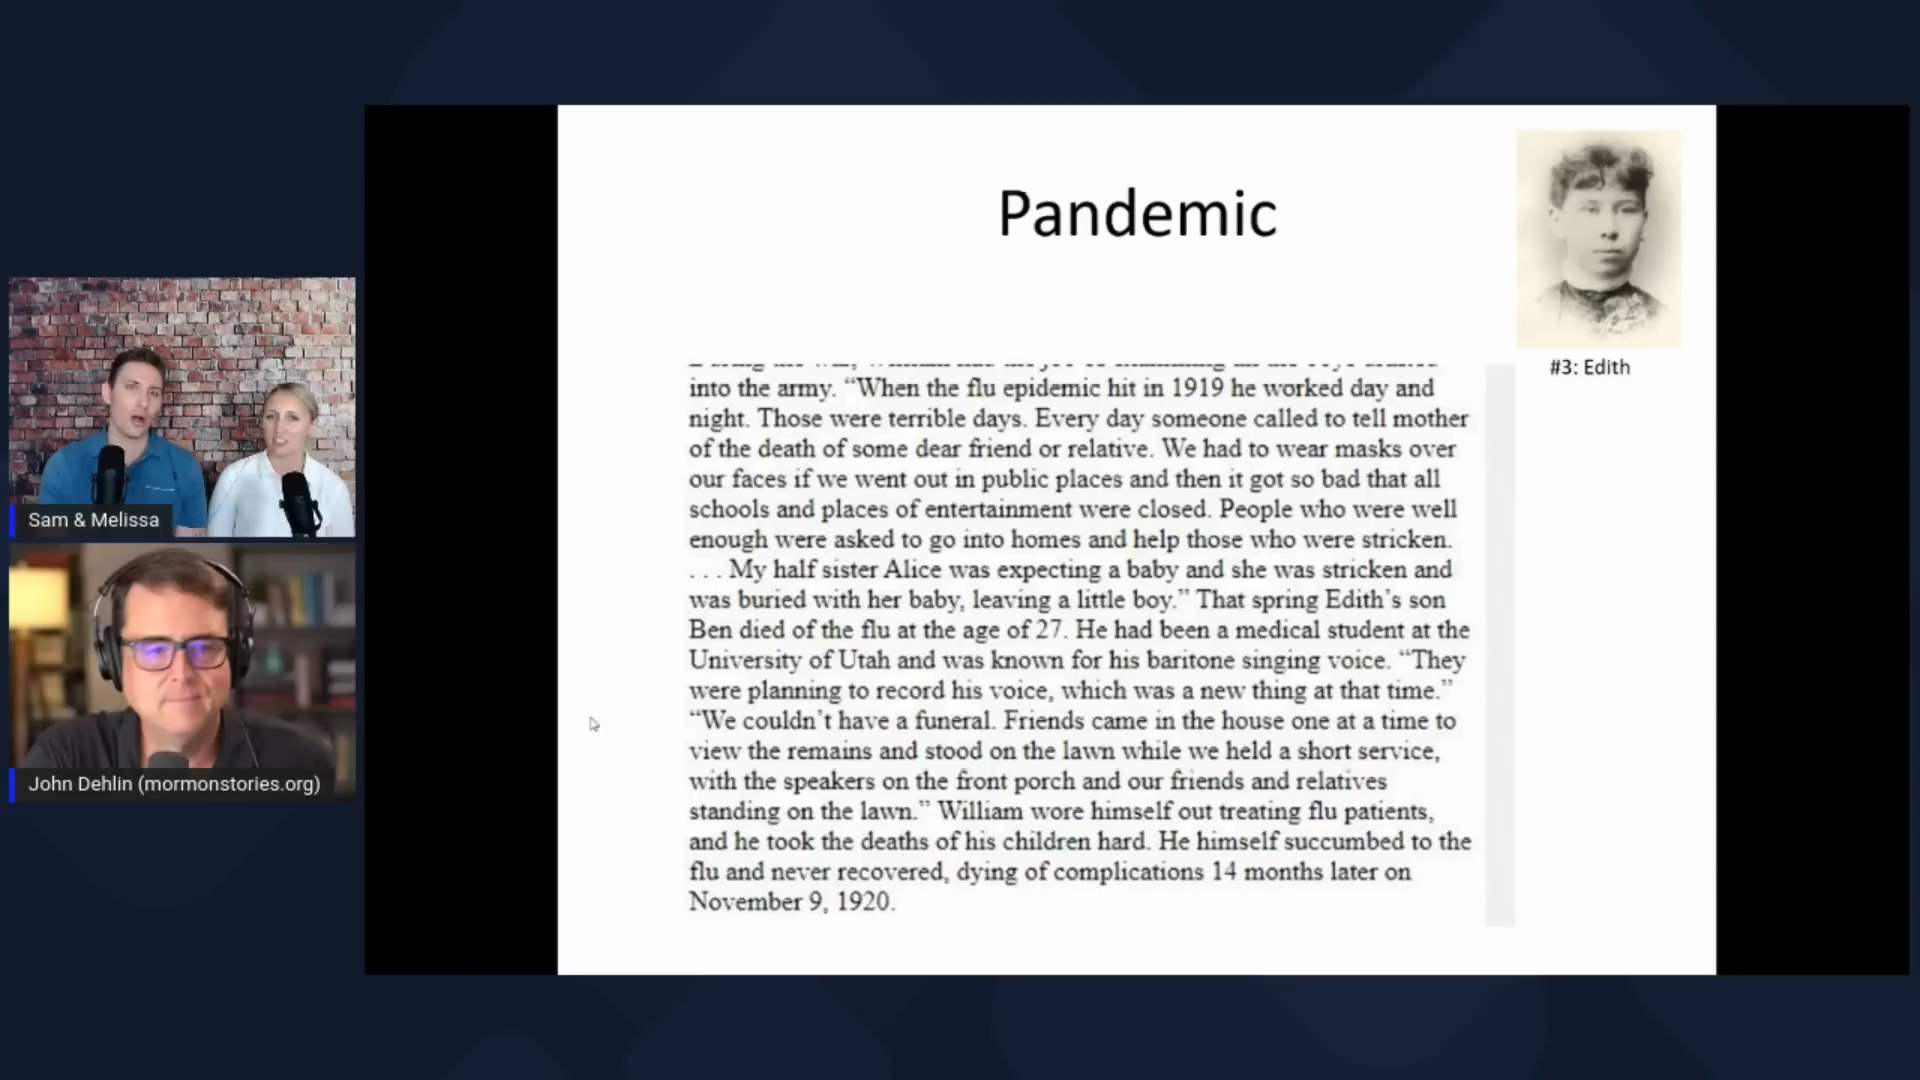 Pandemic
#3: Edith
into the army. “When the flu epidemic hit in 1919 he worked day and
night. Those were terrible days. Every day someone called to tell mother
of the death of some dear friend or relative. We had to wear masks over
our faces if we went out in public places and then it got so bad that all
schools and places of entertainment were closed. People who were well
enough were asked to go into homes and help those who were stricken.
. . . My half sister Alice was expecting a baby and she was stricken and
was buried with her baby, leaving a little boy.” That spring Edith’s son
Ben died of the flu at the age of 27. He had been a medical student at the
University of Utah and was known for his baritone singing voice. “They
were planning to record his voice, which was a new thing at that time.”
“We couldn’t have a funeral. Friends came in the house one at a time to
view the remains and stood on the lawn while we held a short service,
with the speakers on the front porch and our friends and relatives
standing on the lawn.” William wore himself out treating flu patients,
and he took the deaths of his children hard. He himself succumbed to the
flu and never recovered, dying of complications 14 months later on
November 9, 1920.
Sam & Melissa
John Dehlin (mormonstories.org)